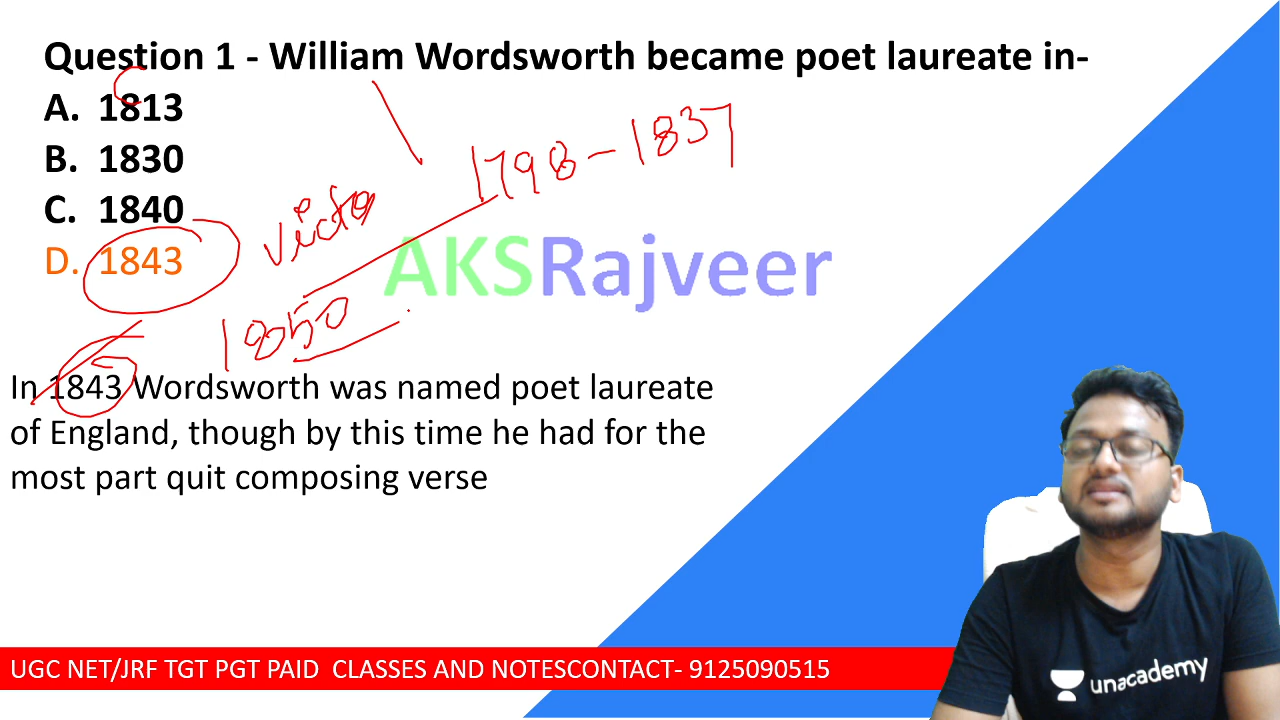 Question 1 - William Wordsworth became poet laureate in-
A. 1813
B. 1830
C. 1840
D. 1843
1798-1837
1850
AKSRajveer
In 1843 Wordsworth was named poet laureate
of England, though by this time he had for the
most part quit composing verse
UGC NET/JRF TGT PGT PAID CLASSES AND NOTESCONTACT- 9125090515
unacademy